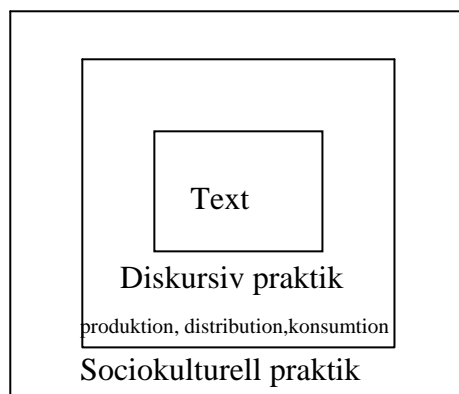 Text
Diskursiv praktik
produktion, distribution,konsumtion
Sociokulturell praktik